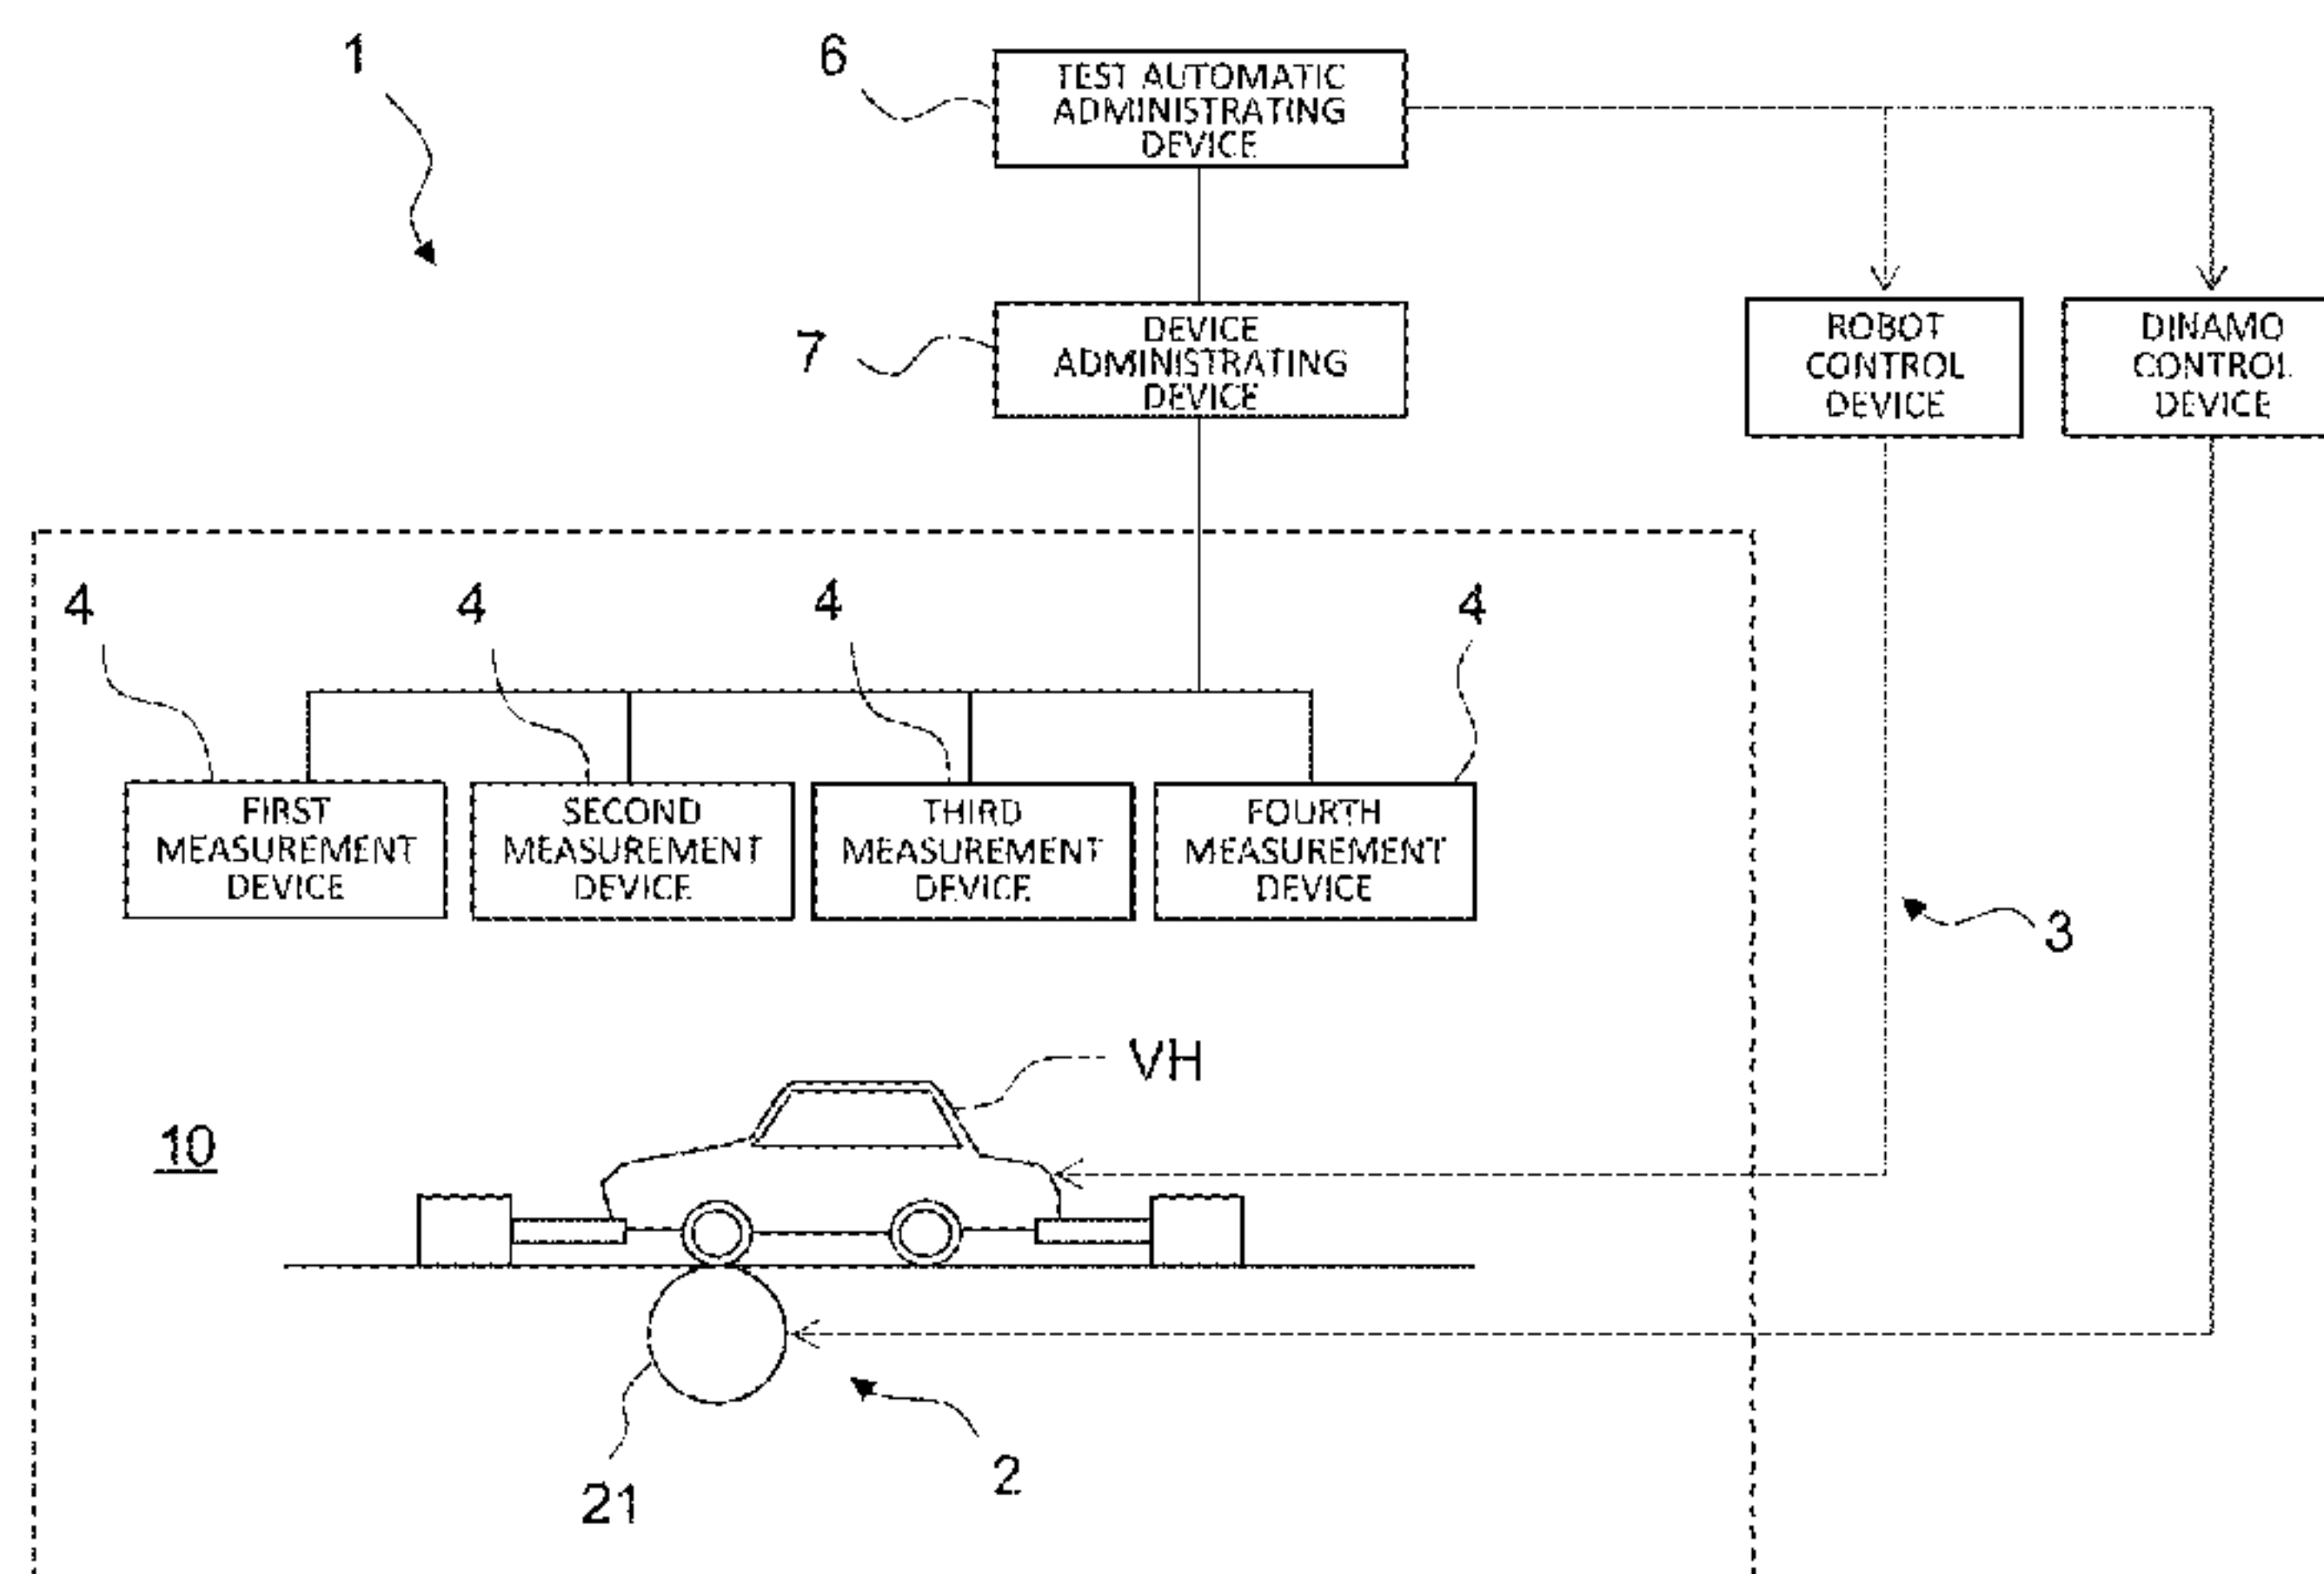 1
6
TEST AUTOMATIC
ADMINISTRATING
DEVICE
7
DEVICE
ADMINISTRATING
DEVICE
ROBOT
CONTROL
DEVICE
DINAMO
CONTROL
DEVICE
4
4
4
4
FIRST
MEASUREMENT
DEVICE
SECOND
MEASUREMENT
DEVICE
THIRD
MEASUREMENT
DEVICE
FOURTH
MEASUREMENT
DEVICE
3
VH
10
2
21